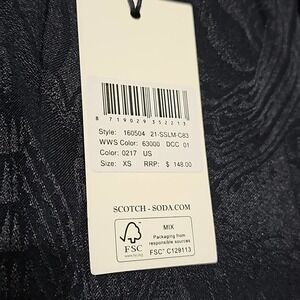 8 719029 352213
Style: 160504 21-SSLM-C83
WWS Color: 63000 DCC 01
Color: 0217 US
Size: XS RRP: $ 148.00
SCOTCH - SODA.COM
FSC
MIX
Packaging from
responsible sources
FSC® C129113